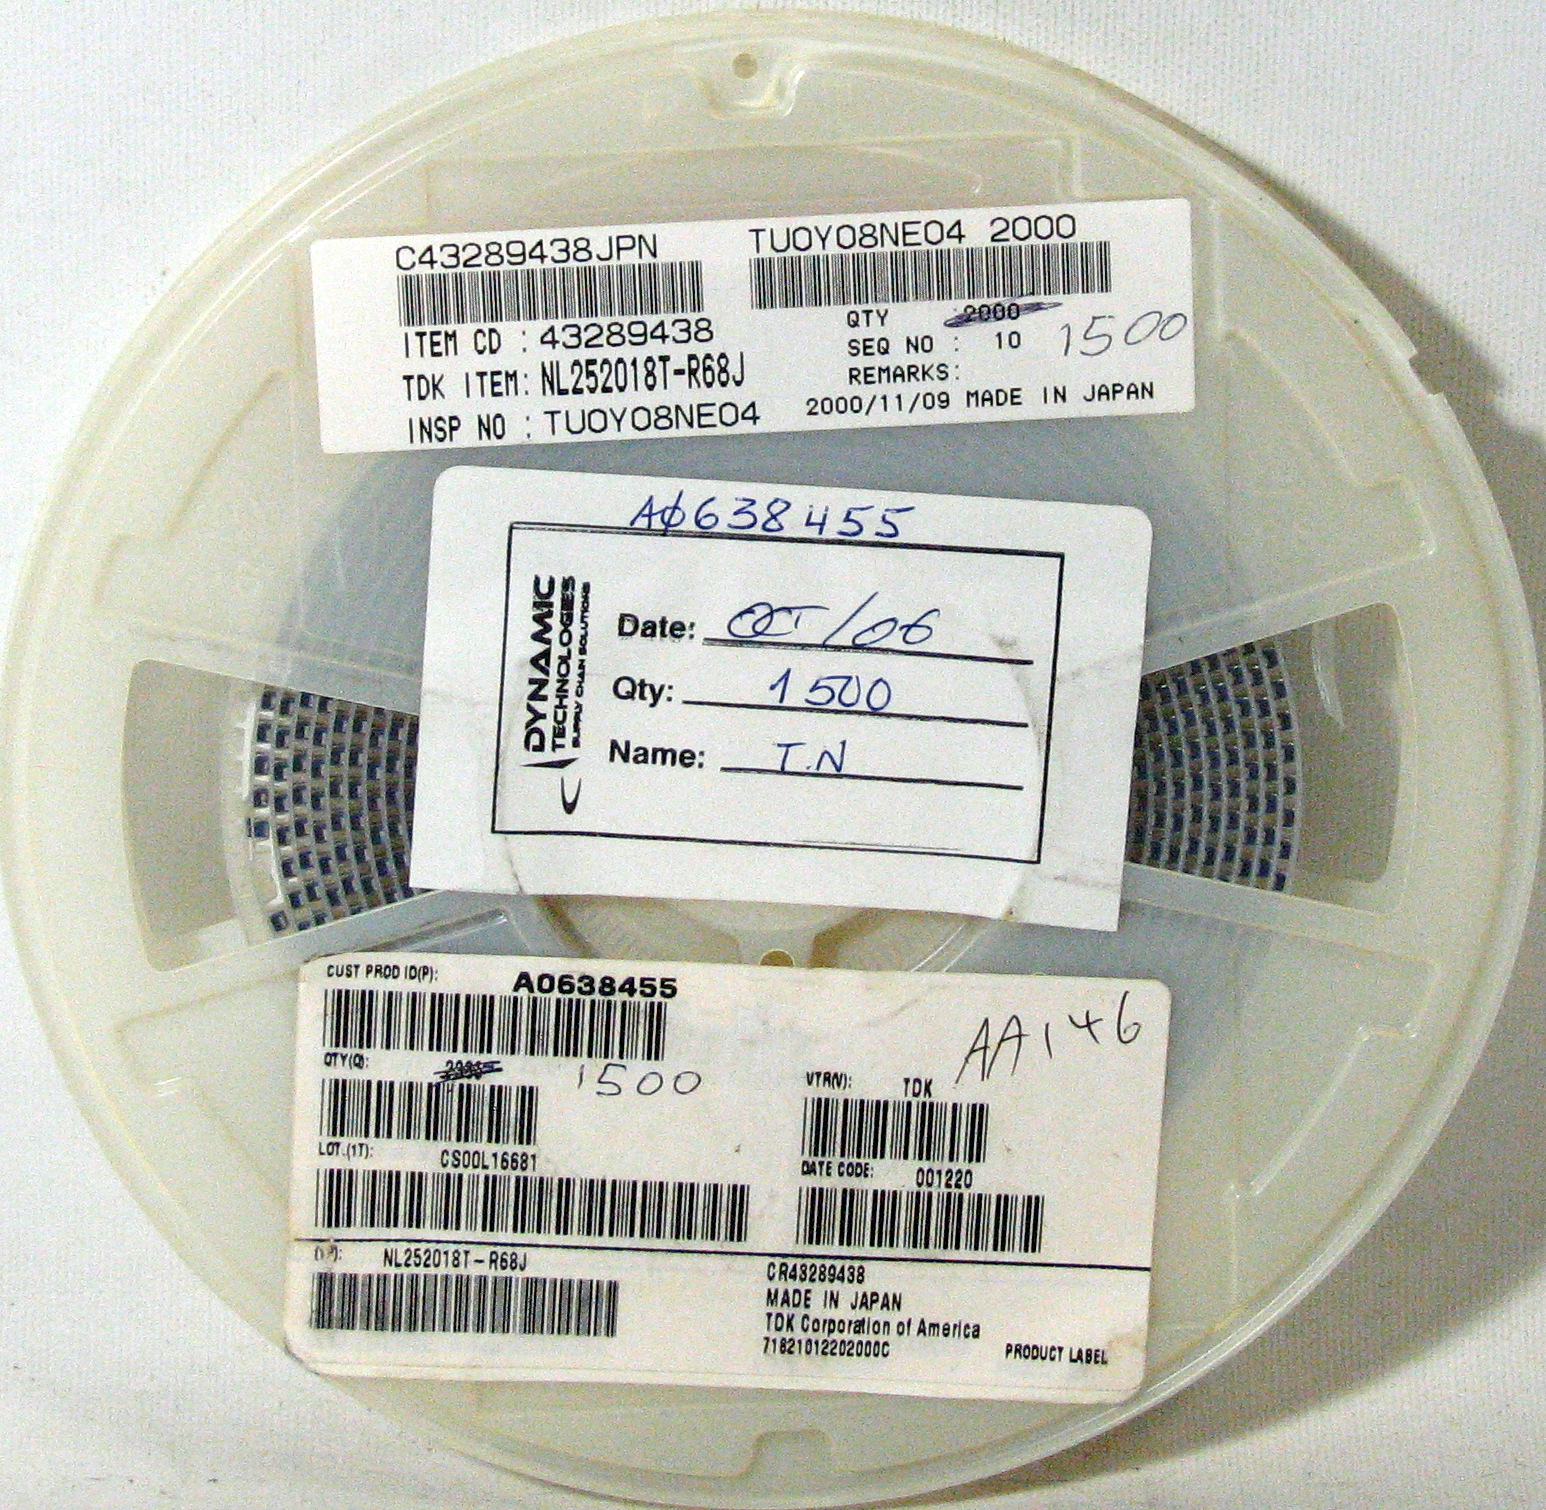 C43289438JPN TU0Y08NE04 2000
ITEM CD : 43289438
TDK ITEM: NL252018T-R68J
INSP NO : TU0Y08NE04
QTY 2000 1500
SEQ NO : 10
REMARKS:
2000/11/09 MADE IN JAPAN
A0638455
DYNAMIC
TECHNOLOGIES
SUPPLY CHAIN SOLUTIONS
Date: OCT/06
Qty: 1500
Name: T.N
CUST PROD ID(P): A0638455
AA146
QTY(Q): 1500
VTR(V): TDK
LOT.(1T): CS00L16681
DATE CODE: 001220
NL252018T-R68J
CR43289438
MADE IN JAPAN
TDK Corporation of America
71821012202000C
PRODUCT LABEL